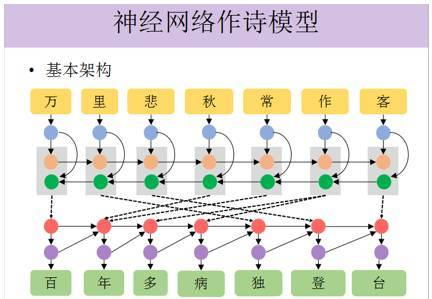 神经网络作诗模型
• 基本架构
万 里 悲 秋 常 作 客
百 年 多 病 独 登 台